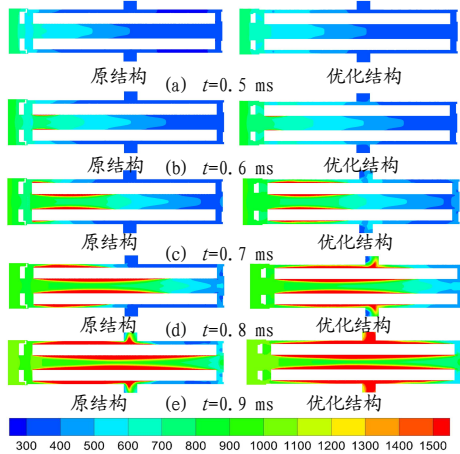 原结构 (a) t=0.5 ms 优化结构
原结构 (b) t=0.6 ms 优化结构
原结构 (c) t=0.7 ms 优化结构
原结构 (d) t=0.8 ms 优化结构
原结构 (e) t=0.9 ms 优化结构
300 400 500 600 700 800 900 1000 1100 1200 1300 1400 1500